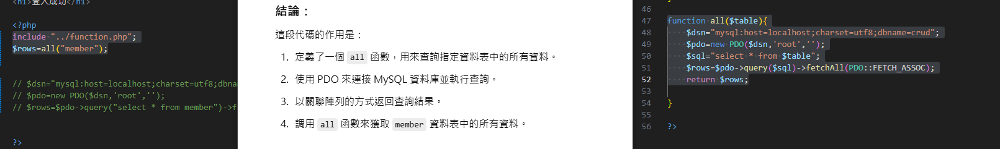 <h1>登入成功</h1>
<?php
include "../function.php";
$rows=all("member");
// $dsn="mysql:host=localhost;charset=utf8;dbname
// $pdo=new PDO($dsn,'root','');
// $rows=$pdo->query("select * from member")->f
?>
結論：
這段代碼的作用是：
1. 定義了一個 all 函數，用來查詢指定資料表中的所有資料。
2. 使用 PDO 來連接 MySQL 資料庫並執行查詢。
3. 以關聯陣列的方式返回查詢結果。
4. 調用 all 函數來獲取 member 資料表中的所有資料。
46
47 function all($table){
48 $dsn="mysql:host=localhost;charset=utf8;dbname=crud";
49 $pdo=new PDO($dsn,'root','');
50 $sql="select * from $table";
51 $rows=$pdo->query($sql)->fetchAll(PDO::FETCH_ASSOC);
52 return $rows;
53
54 }
55
56 ?>